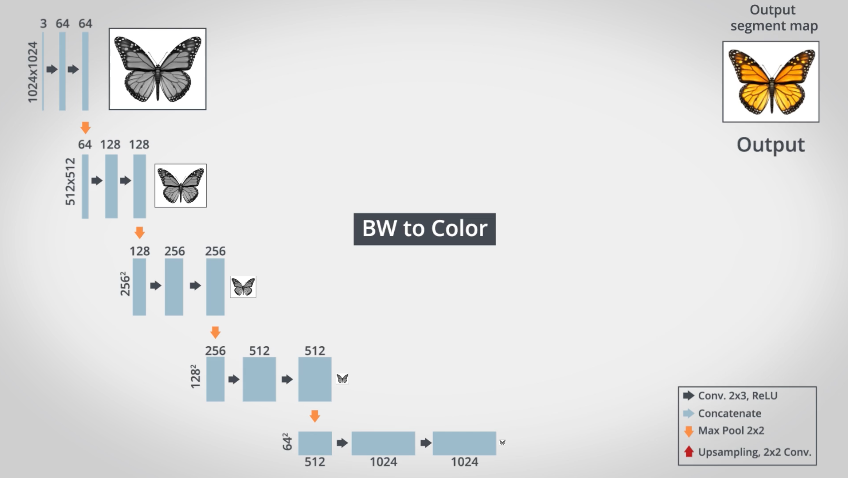 3 64 64
1024x1024
Output
segment map
Output
64 128 128
512x512
BW to Color
128 256 256
256²
256 512 512
128²
64²
512 1024 1024
Conv. 2x3, ReLU
Concatenate
Max Pool 2x2
Upsampling, 2x2 Conv.